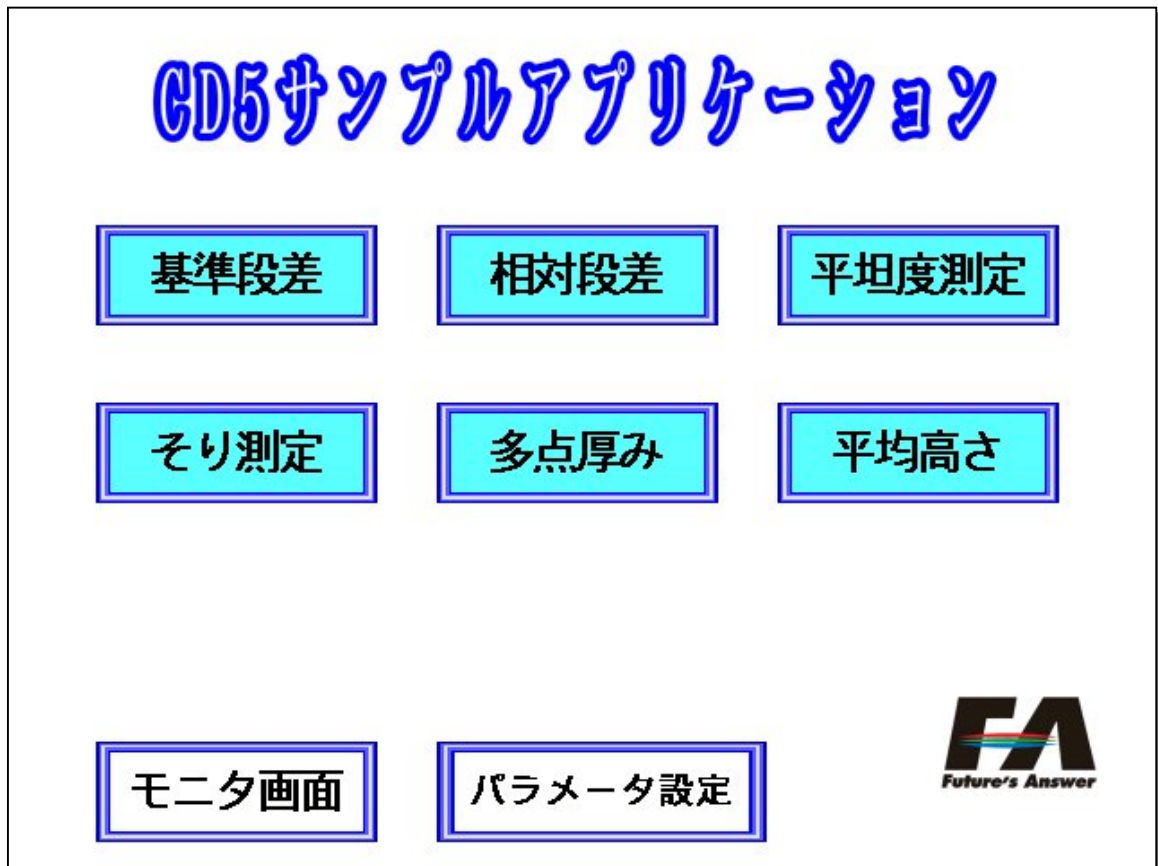 CD5サンプルアプリケーション
基準段差 相対段差 平坦度測定
そり測定 多点厚み 平均高さ
モニタ画面 パラメータ設定
FA
Future's Answer